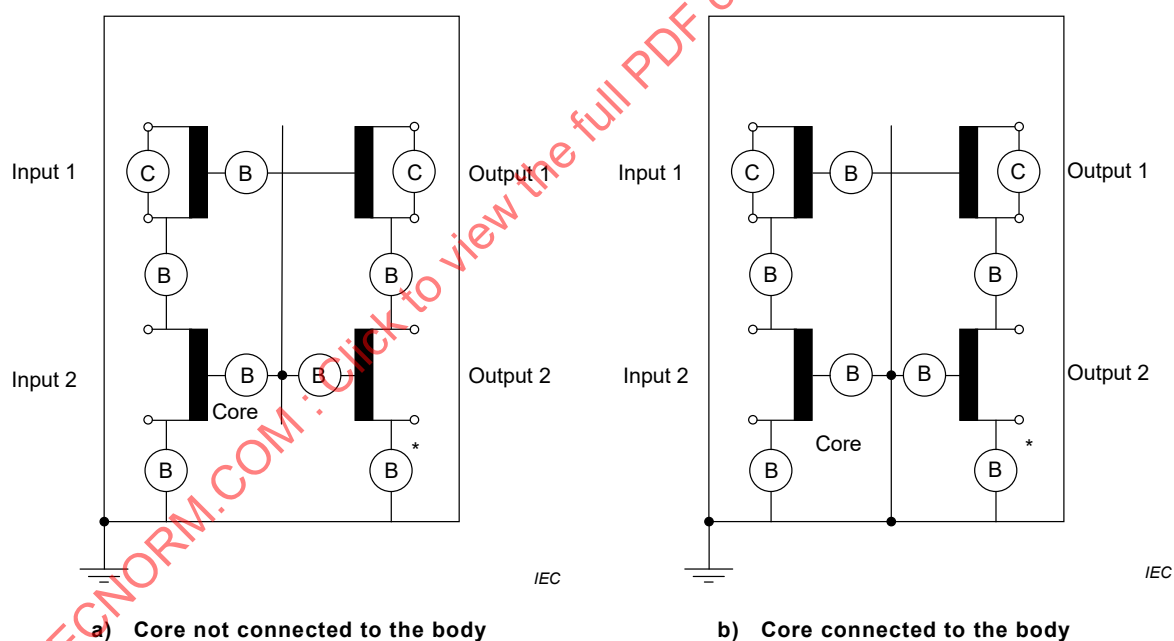 Input 1
C
B
C
Output 1
Input 1
C
B
C
Output 1
B
B
B
B
Input 2
B
B
Output 2
Core
Input 2
B
B
Output 2
Core
B
B
*
B
B
*
IEC
IEC
a) Core not connected to the body
b) Core connected to the body
ECNORM.COM : Click to view the full PDF